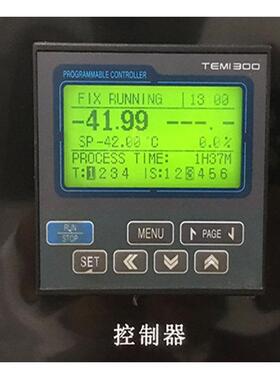 TEMI300
PROGRAMMABLE CONTROLLER
FIX RUNNING 13 00
-41.99 ---.-
SP -42.00℃ 0.0%
PROCESS TIME: 1H37M
T:1234 IS:123456
RUN
STOP
MENU
PAGE
SET
控制器